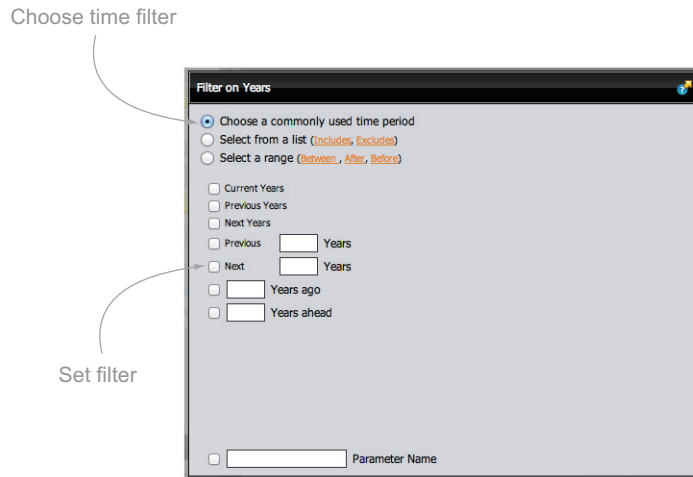 Choose time filter
Filter on Years
?
Choose a commonly used time period
Select from a list (Includes, Excludes)
Select a range (Between , After, Before)
Current Years
Previous Years
Next Years
Previous Years
Next Years
Years ago
Years ahead
Set filter
Parameter Name